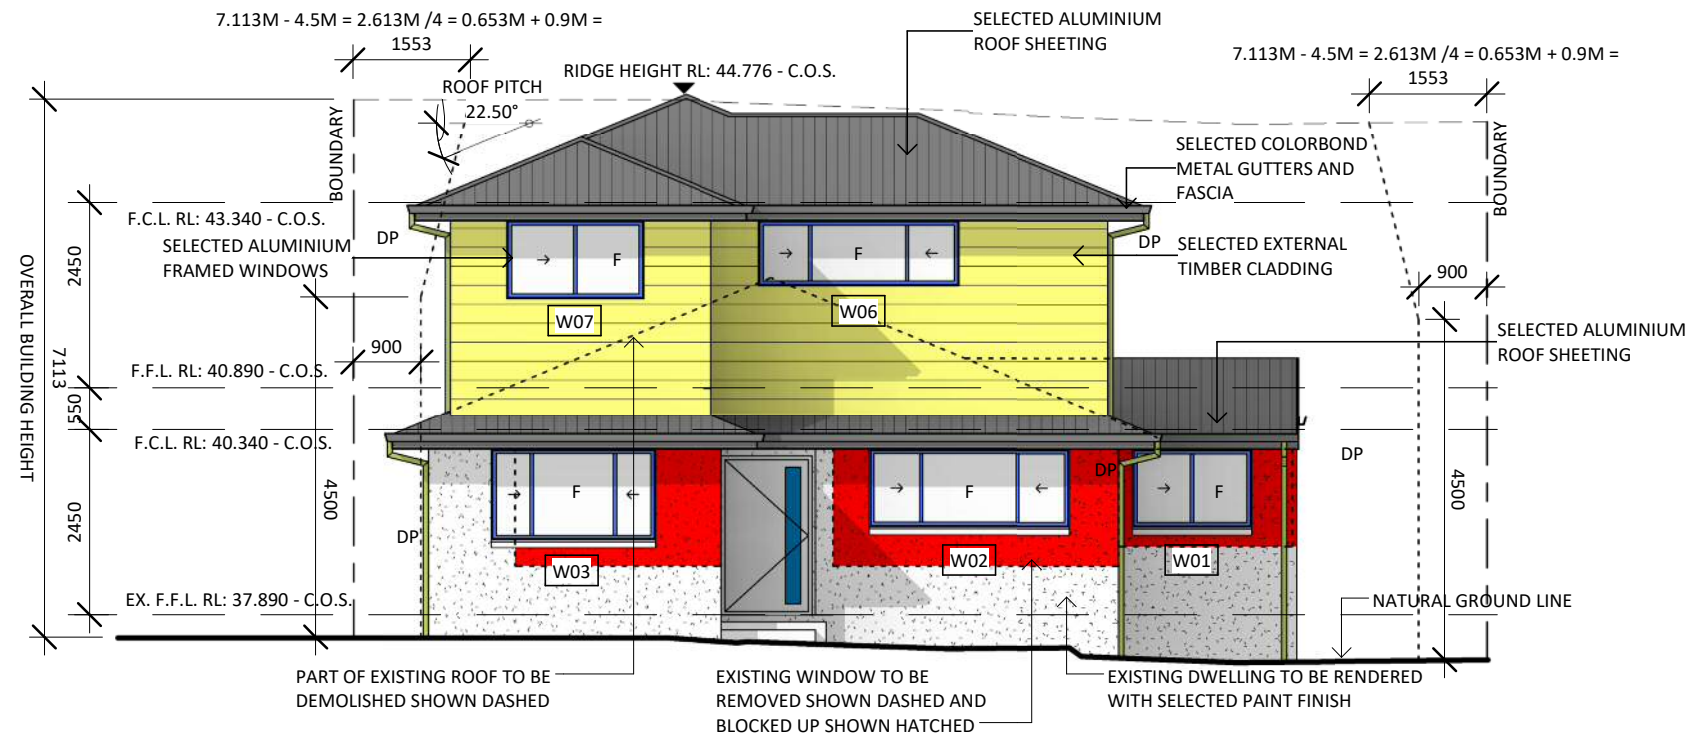 7.113M - 4.5M = 2.613M /4 = 0.653M + 0.9M =
1553
SELECTED ALUMINIUM
ROOF SHEETING
7.113M - 4.5M = 2.613M /4 = 0.653M + 0.9M =
1553
RIDGE HEIGHT RL: 44.776 - C.O.S.
ROOF PITCH
22.50°
BOUNDARY
BOUNDARY
SELECTED COLORBOND
METAL GUTTERS AND
FASCIA
F.C.L. RL: 43.340 - C.O.S.
DP
DP
SELECTED ALUMINIUM
FRAMED WINDOWS
SELECTED EXTERNAL
TIMBER CLADDING
2450
F
F
900
OVERALL BUILDING HEIGHT
7113
W07
W06
SELECTED ALUMINIUM
ROOF SHEETING
900
F.F.L. RL: 40.890 - C.O.S.
550
F.C.L. RL: 40.340 - C.O.S.
DP
DP
2450
4500
F
F
F
4500
DP
W03
W02
W01
EX. F.F.L. RL: 37.890 - C.O.S.
NATURAL GROUND LINE
PART OF EXISTING ROOF TO BE
DEMOLISHED SHOWN DASHED
EXISTING WINDOW TO BE
REMOVED SHOWN DASHED AND
BLOCKED UP SHOWN HATCHED
EXISTING DWELLING TO BE RENDERED
WITH SELECTED PAINT FINISH